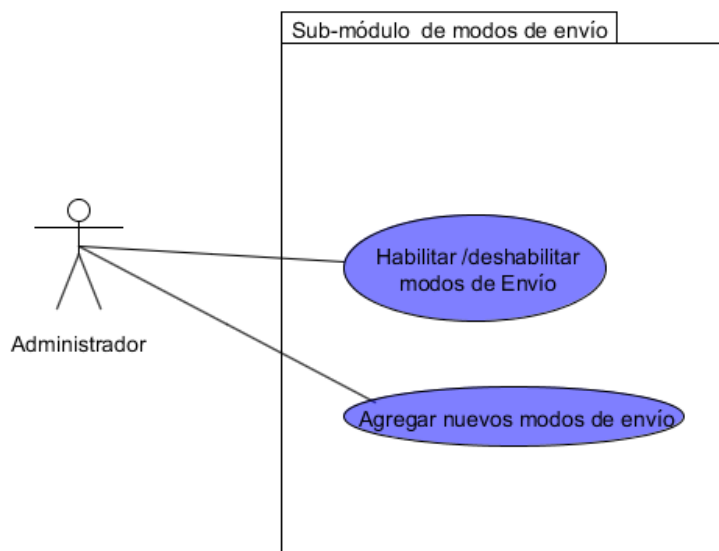 Sub-módulo de modos de envío
Habilitar /deshabilitar
modos de Envío
Administrador
Agregar nuevos modos de envío